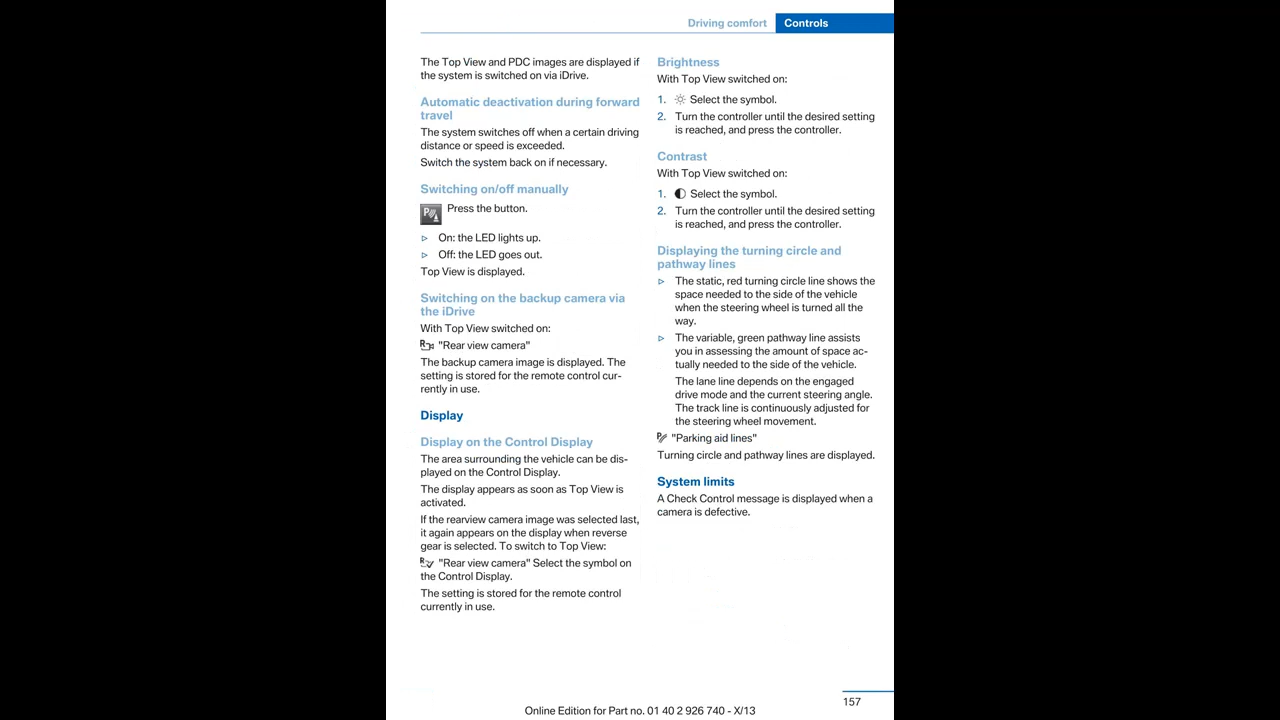 Driving comfort Controls
The Top View and PDC images are displayed if
the system is switched on via iDrive.
Automatic deactivation during forward
travel
The system switches off when a certain driving
distance or speed is exceeded.
Switch the system back on if necessary.
Switching on/off manually
Press the button.
▷ On: the LED lights up.
▷ Off: the LED goes out.
Top View is displayed.
Switching on the backup camera via
the iDrive
With Top View switched on:
"Rear view camera"
The backup camera image is displayed. The
setting is stored for the remote control cur-
rently in use.
Display
Display on the Control Display
The area surrounding the vehicle can be dis-
played on the Control Display.
The display appears as soon as Top View is
activated.
If the rearview camera image was selected last,
it again appears on the display when reverse
gear is selected. To switch to Top View:
"Rear view camera" Select the symbol on
the Control Display.
The setting is stored for the remote control
currently in use.
Brightness
With Top View switched on:
1. Select the symbol.
2. Turn the controller until the desired setting
is reached, and press the controller.
Contrast
With Top View switched on:
1. Select the symbol.
2. Turn the controller until the desired setting
is reached, and press the controller.
Displaying the turning circle and
pathway lines
▷ The static, red turning circle line shows the
space needed to the side of the vehicle
when the steering wheel is turned all the
way.
▷ The variable, green pathway line assists
you in assessing the amount of space ac-
tually needed to the side of the vehicle.
The lane line depends on the engaged
drive mode and the current steering angle.
The track line is continuously adjusted for
the steering wheel movement.
"Parking aid lines"
Turning circle and pathway lines are displayed.
System limits
A Check Control message is displayed when a
camera is defective.
157
Online Edition for Part no. 01 40 2 926 740 - X/13